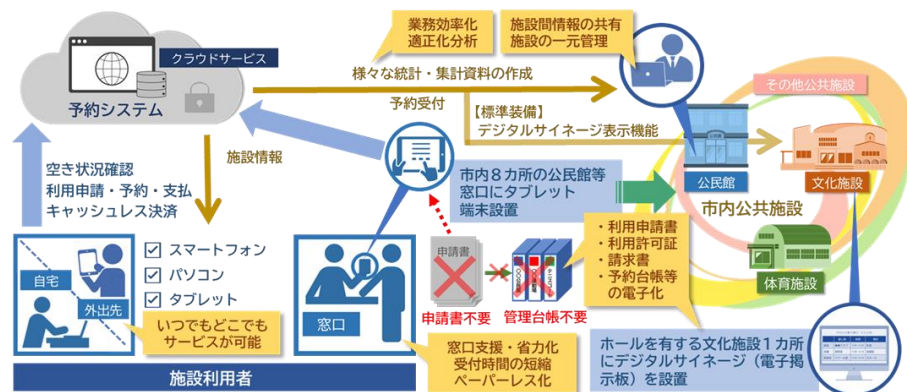 業務効率化
適正化分析
施設間情報の共有
施設の一元管理
クラウドサービス
予約システム
様々な統計・集計資料の作成
予約受付
【標準装備】
デジタルサイネージ表示機能
その他公共施設
公民館
文化施設
市内公共施設
体育施設
施設情報
空き状況確認
利用申請・予約・支払
キャッシュレス決済
市内８カ所の公民館等
窓口にタブレット
端末設置
自宅
外出先
スマートフォン
パソコン
タブレット
いつでもどこでも
サービスが可能
窓口
申請書
申請書不要
管理台帳不要
・利用申請書
・利用許可証
・請求書
・予約台帳等
の電子化
窓口支援・省力化
受付時間の短縮
ペーパーレス化
施設利用者
ホールを有する文化施設１カ所
にデジタルサイネージ（電子掲
示板）を設置